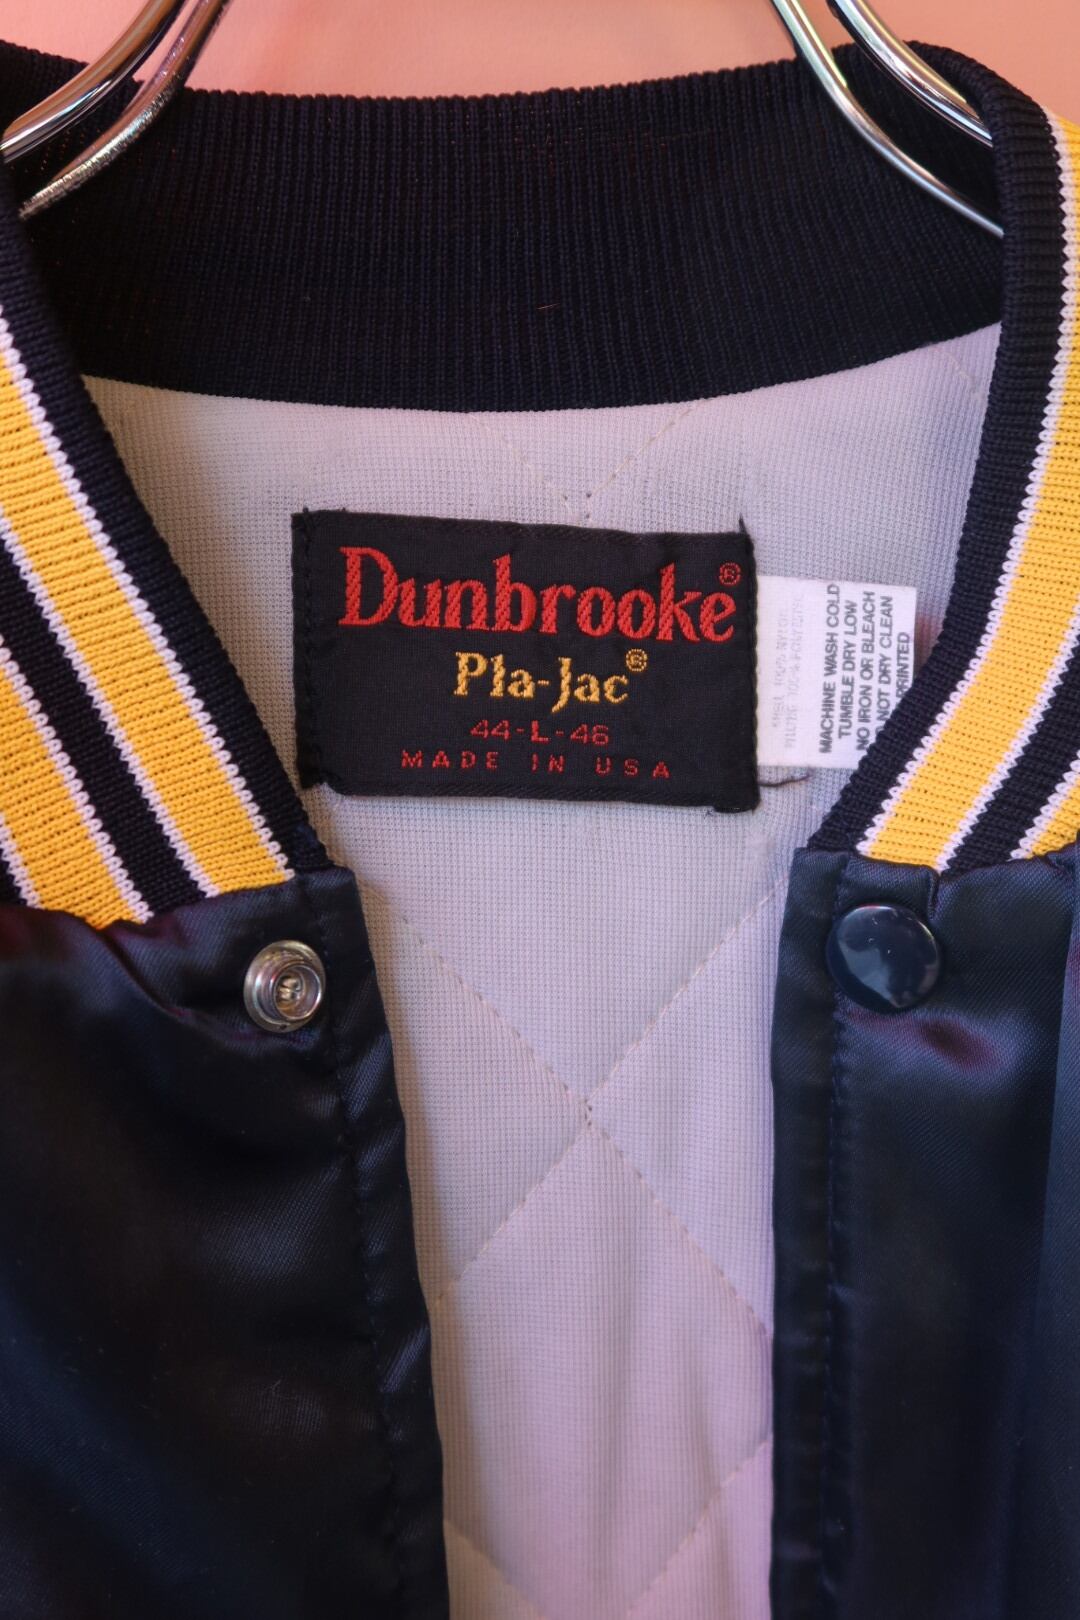 Dunbrooke®
Pla-Jac®
44-L-46
MADE IN USA
MACHINE WASH COLD
TUMBLE DRY LOW
NO IRON OR BLEACH
NOT DRY CLEAN
PRINTED